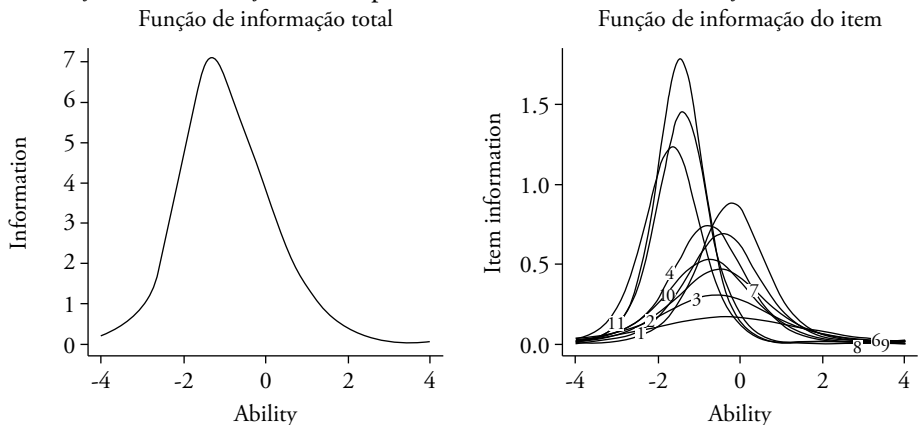 Função de informação total
7
6
5
4
3
2
1
0
Information
-4 -2 0 2 4
Ability
Função de informação do item
1.5
1.0
0.5
0.0
Item information
4
10
7
3
11
2
1
6
8
9
-4 -2 0 2 4
Ability